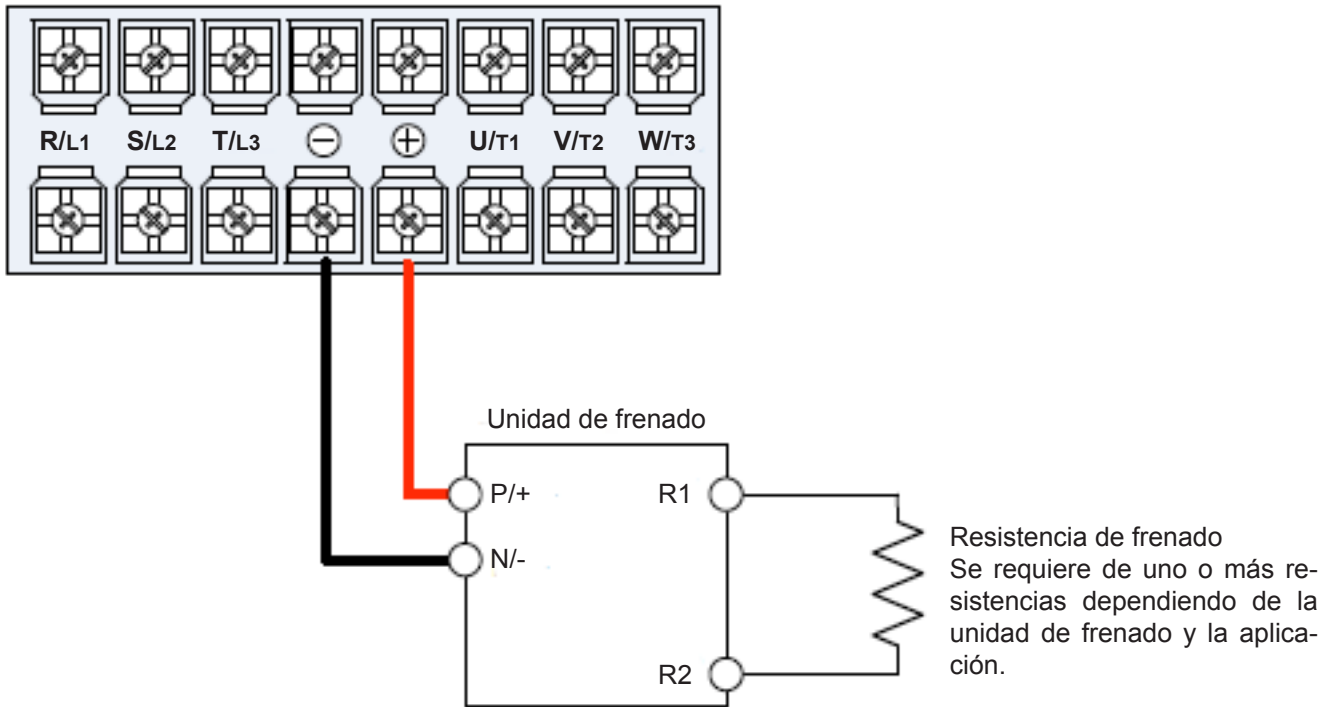 R/L1 S/L2 T/L3 ⊖ ⊕ U/T1 V/T2 W/T3
Unidad de frenado
P/+ R1
N/-
R2
Resistencia de frenado
Se requiere de uno o más re-
sistencias dependiendo de la
unidad de frenado y la aplica-
ción.